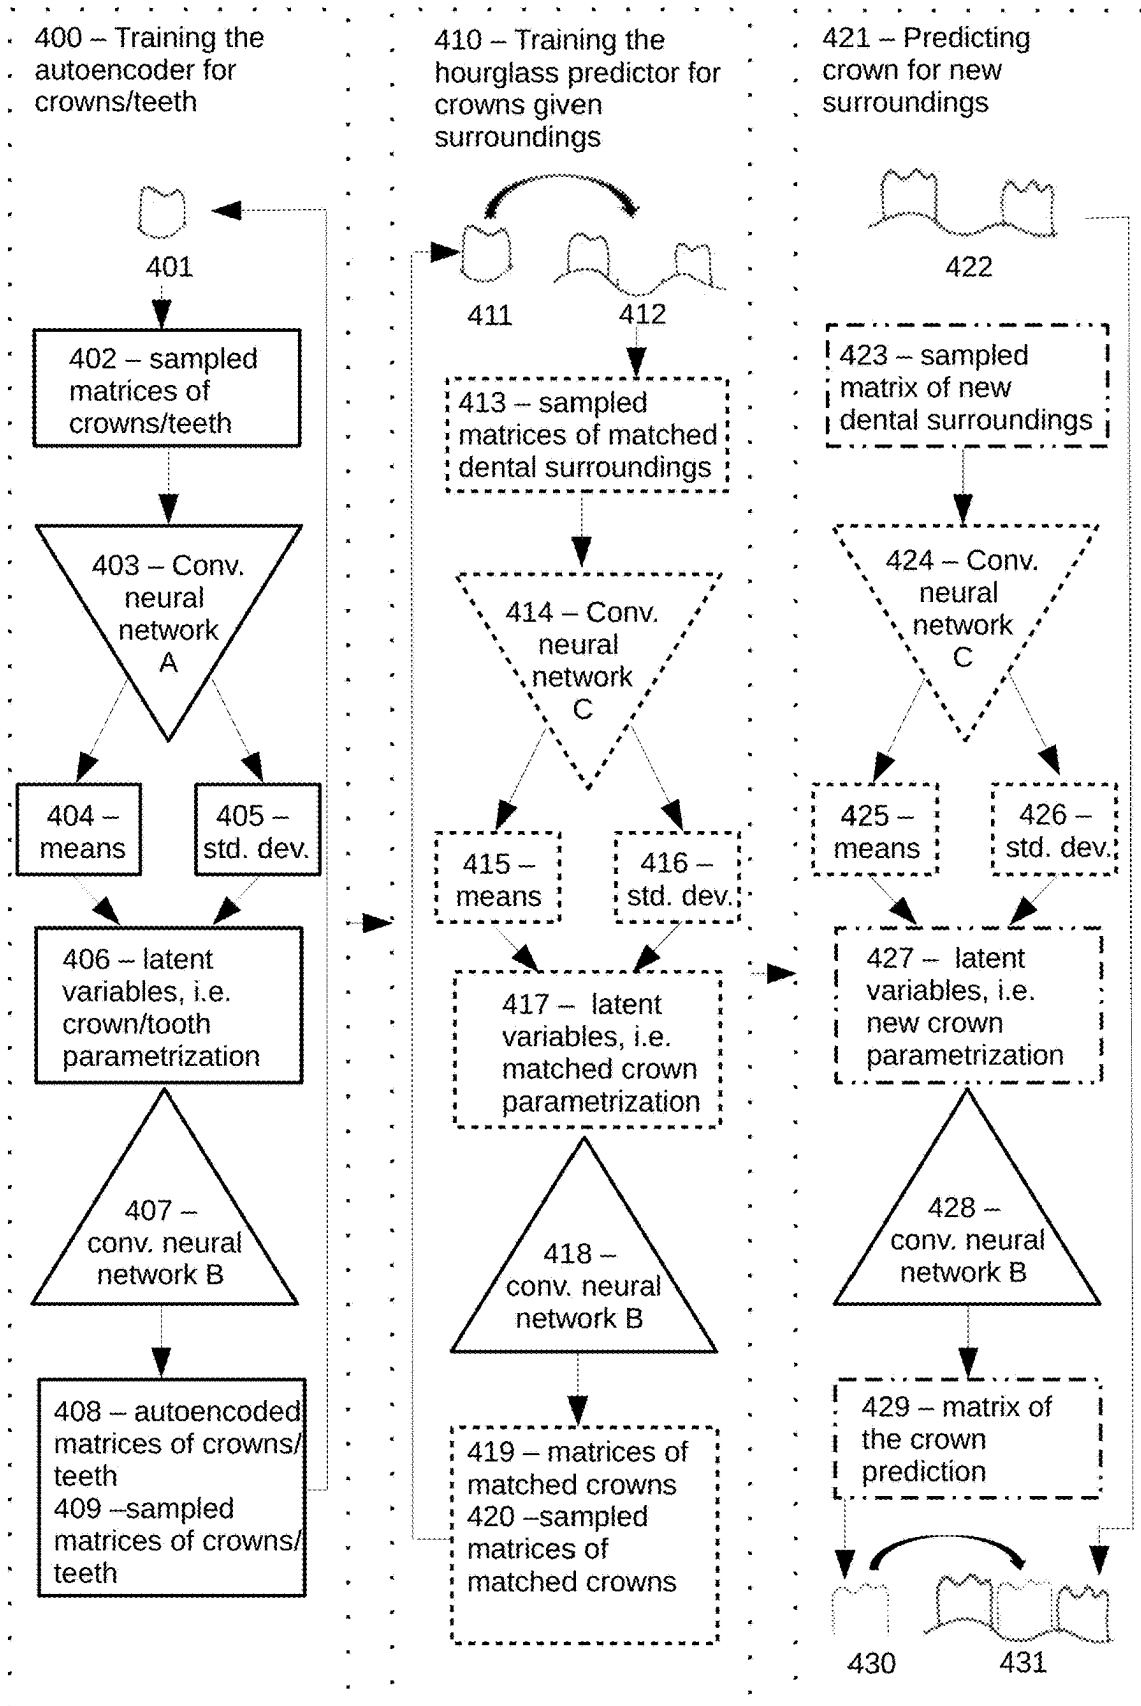 400 – Training the
autoencoder for
crowns/teeth
401
402 – sampled
matrices of
crowns/teeth
403 – Conv.
neural
network
A
404 –
means
405 –
std. dev.
406 – latent
variables, i.e.
crown/tooth
parametrization
407 –
conv. neural
network B
408 – autoencoded
matrices of crowns/
teeth
409 –sampled
matrices of crowns/
teeth
410 – Training the
hourglass predictor for
crowns given
surroundings
411
412
413 – sampled
matrices of matched
dental surroundings
414 – Conv.
neural
network
C
415 –
means
416 –
std. dev.
417 – latent
variables, i.e.
matched crown
parametrization
418 –
conv. neural
network B
419 – matrices of
matched crowns
420 –sampled
matrices of
matched crowns
421 – Predicting
crown for new
surroundings
422
423 – sampled
matrix of new
dental surroundings
424 – Conv.
neural
network
C
425 –
means
426 –
std. dev.
427 – latent
variables, i.e.
new crown
parametrization
428 –
conv. neural
network B
429 – matrix of
the crown
prediction
430
431